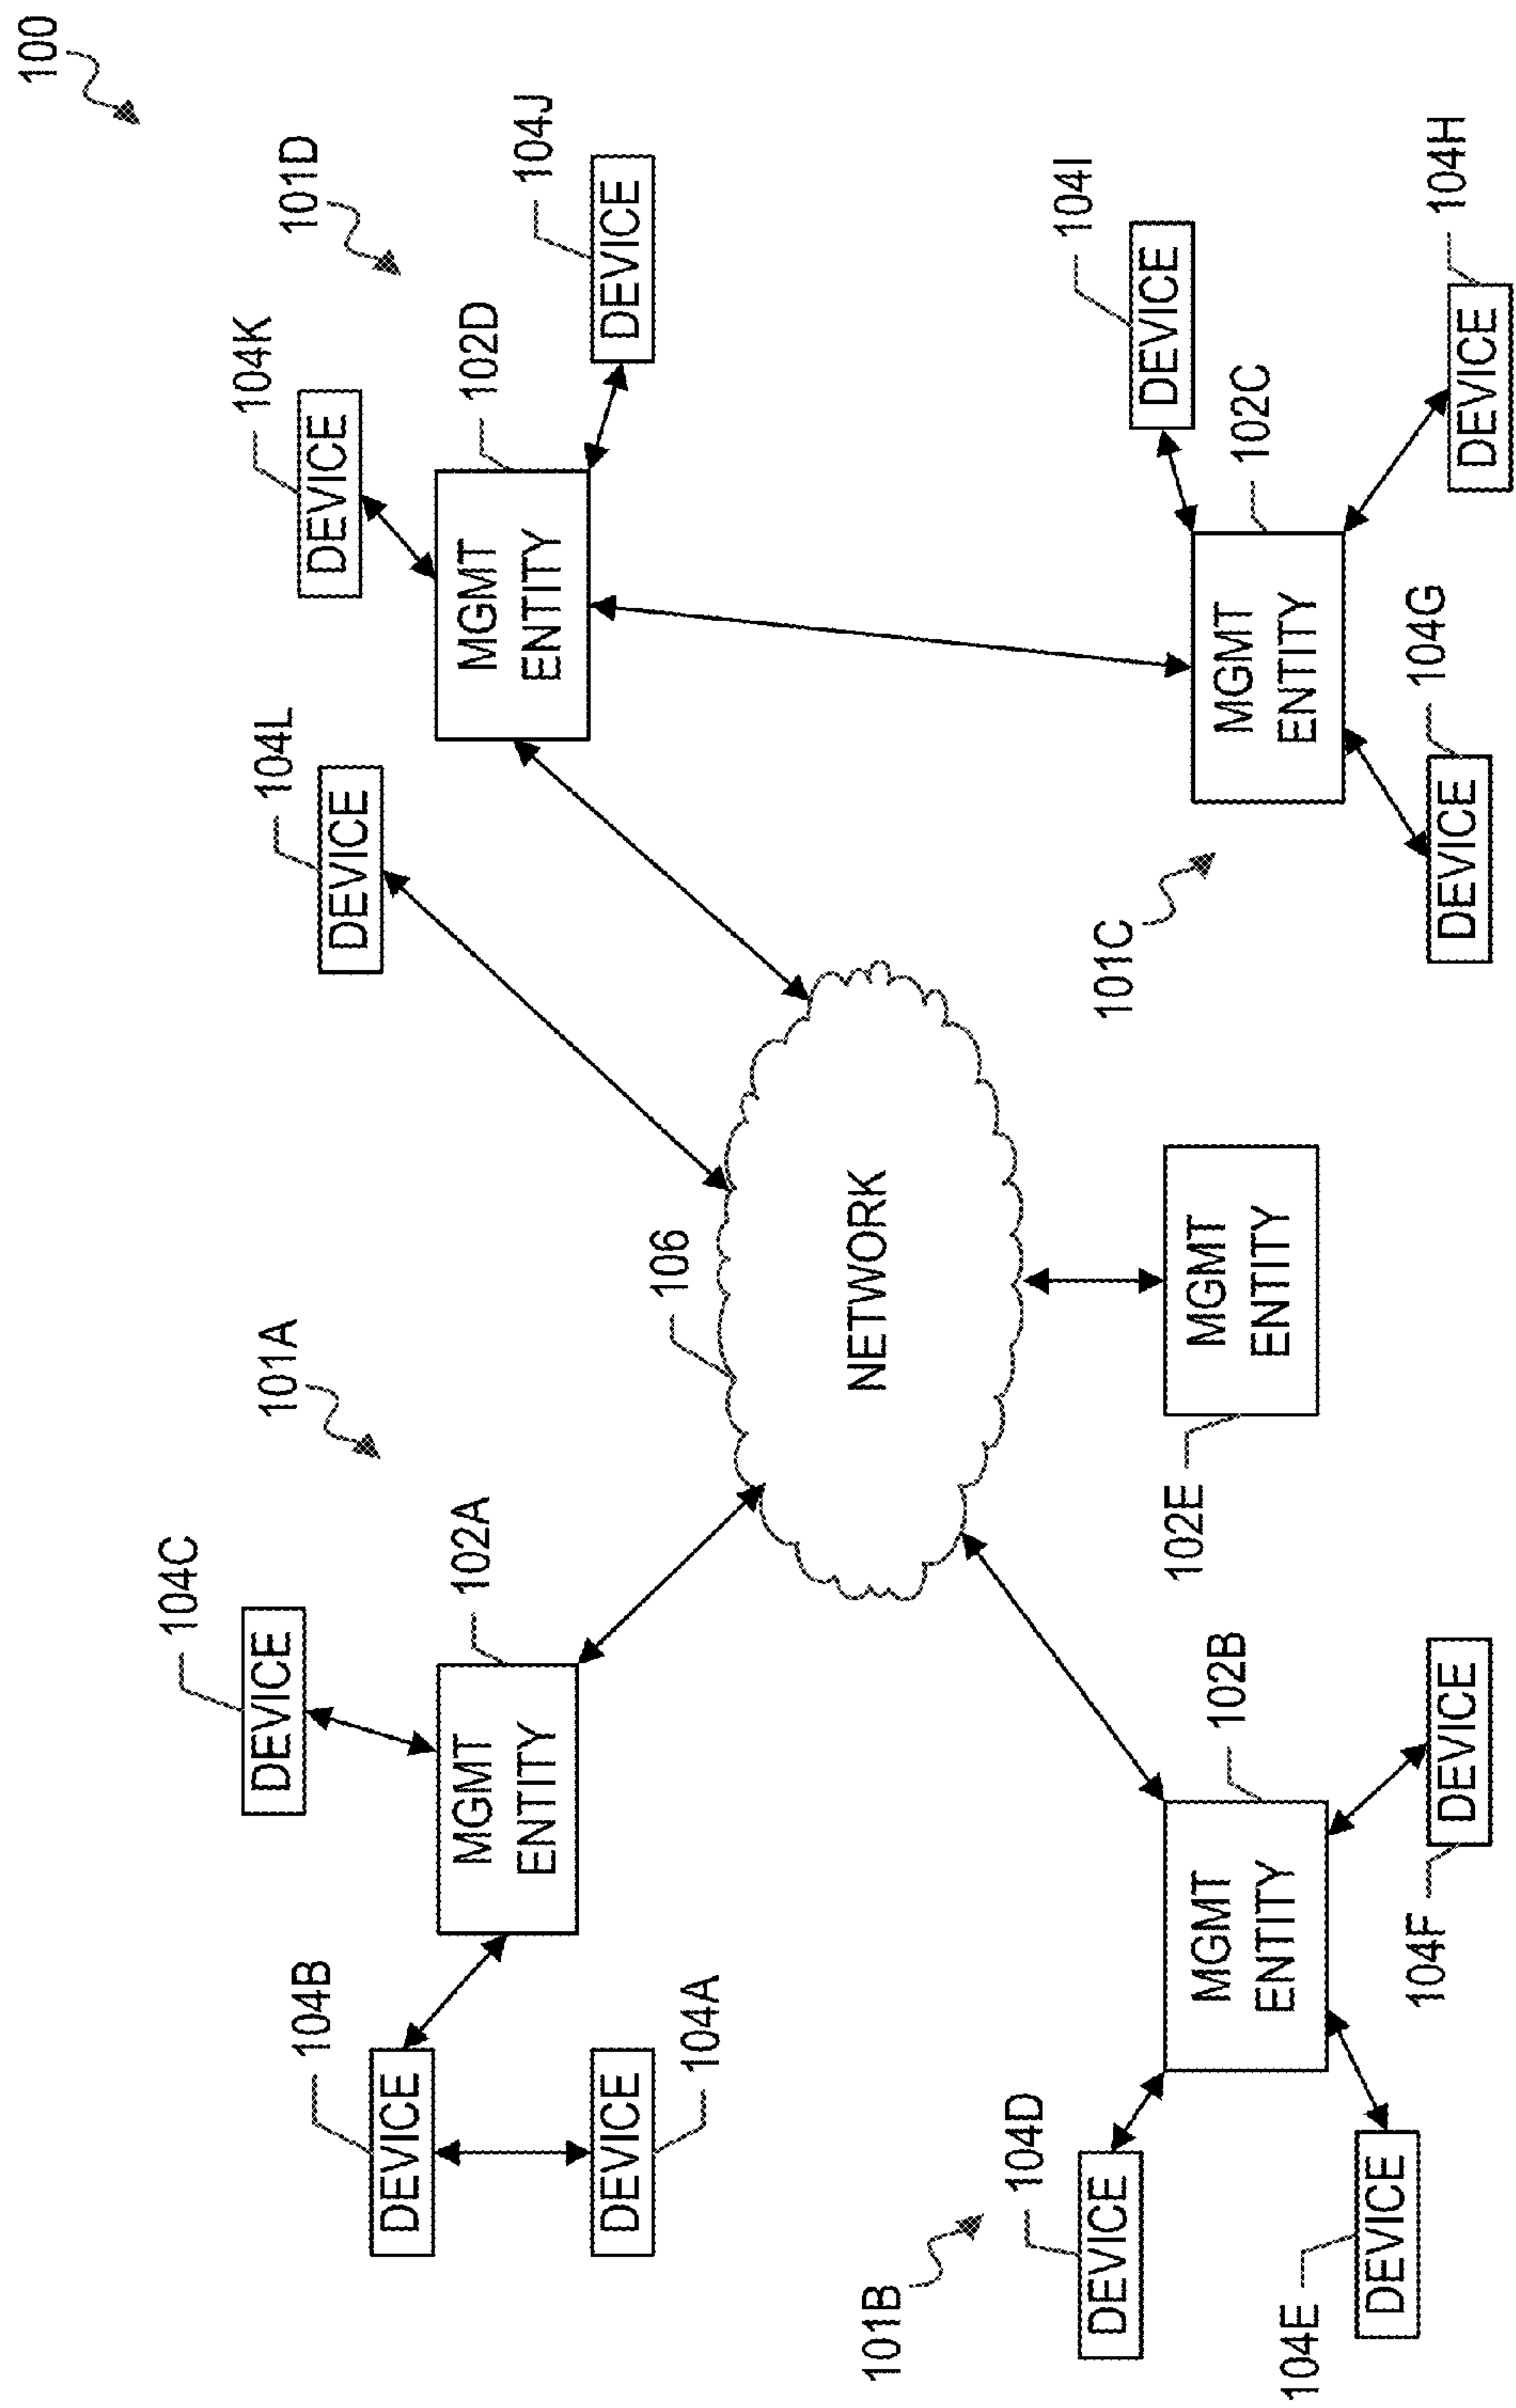 100
101A
101D
104C
DEVICE
104L
DEVICE
104K
DEVICE
104B
DEVICE
102A
MGMT
ENTITY
102D
MGMT
ENTITY
104J
DEVICE
DEVICE
104A
106
NETWORK
101B
104D
DEVICE
102B
MGMT
ENTITY
102E
MGMT
ENTITY
101C
102C
MGMT
ENTITY
104I
DEVICE
104E
DEVICE
104F
DEVICE
104G
DEVICE
104H
DEVICE